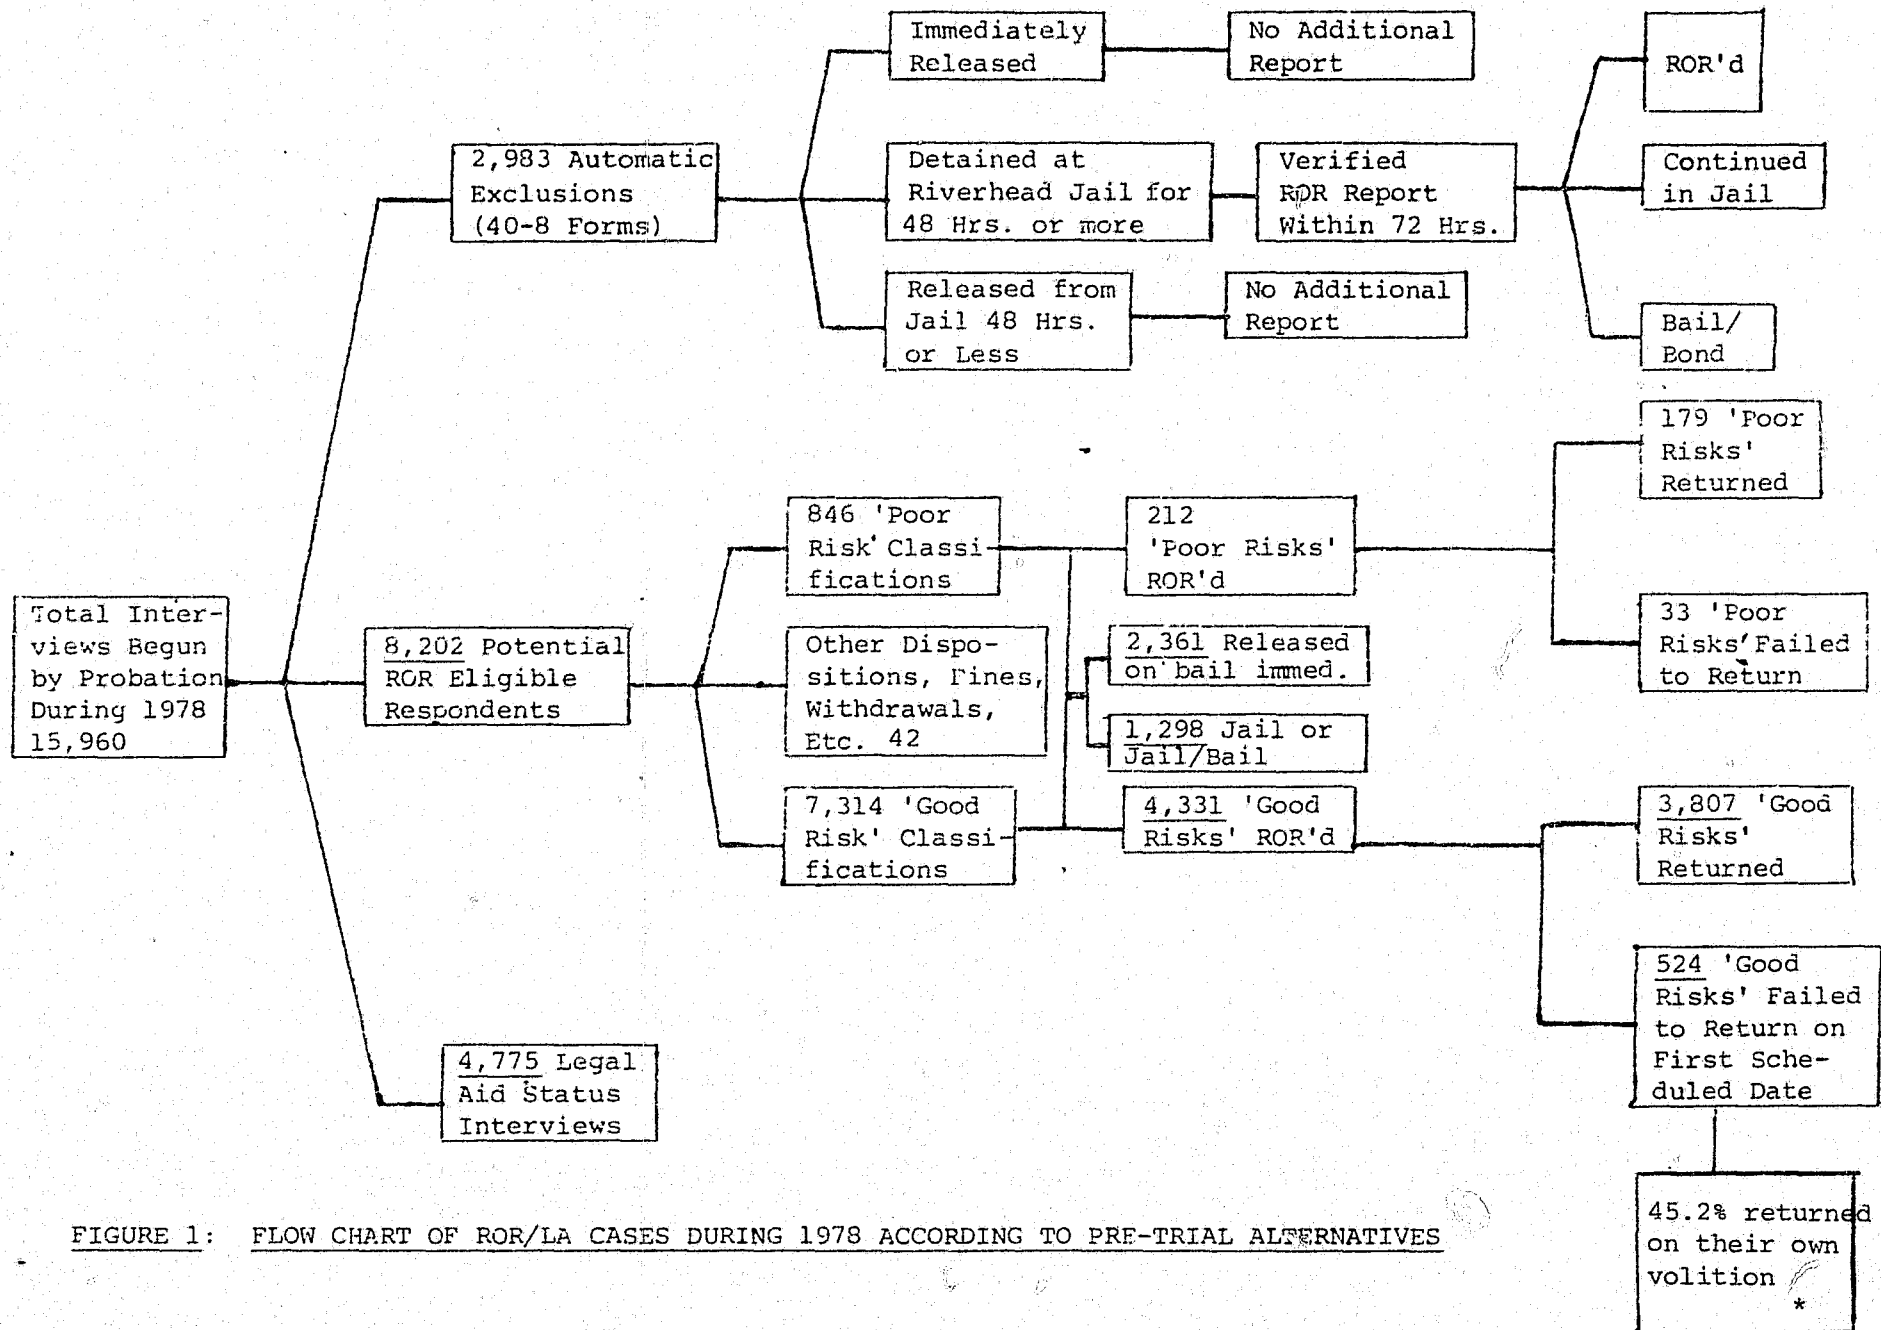 Immediately
Released
No Additional
Report
ROR'd
2,983 Automatic
Exclusions
(40-8 Forms)
Detained at
Riverhead Jail for
48 Hrs. or more
Verified
ROR Report
Within 72 Hrs.
Continued
in Jail
Released from
Jail 48 Hrs.
or Less
No Additional
Report
Bail/
Bond
179 'Poor
Risks'
Returned
846 'Poor
Risk' Classi-
fications
212
'Poor Risks'
ROR'd
33 'Poor
Risks' Failed
to Return
Total Inter-
views Begun
by Probation
During 1978
15,960
8,202 Potential
ROR Eligible
Respondents
Other Dispo-
sitions, Fines,
Withdrawals,
Etc. 42
2,361 Released
on bail immed.
1,298 Jail or
Jail/Bail
7,314 'Good
Risk' Classi-
fications
4,331 'Good
Risks' ROR'd
3,807 'Good
Risks'
Returned
524 'Good
Risks' Failed
to Return on
First Sche-
duled Date
4,775 Legal
Aid Status
Interviews
45.2% returned
on their own
volition
*
FIGURE 1: FLOW CHART OF ROR/LA CASES DURING 1978 ACCORDING TO PRE-TRIAL ALTERNATIVES